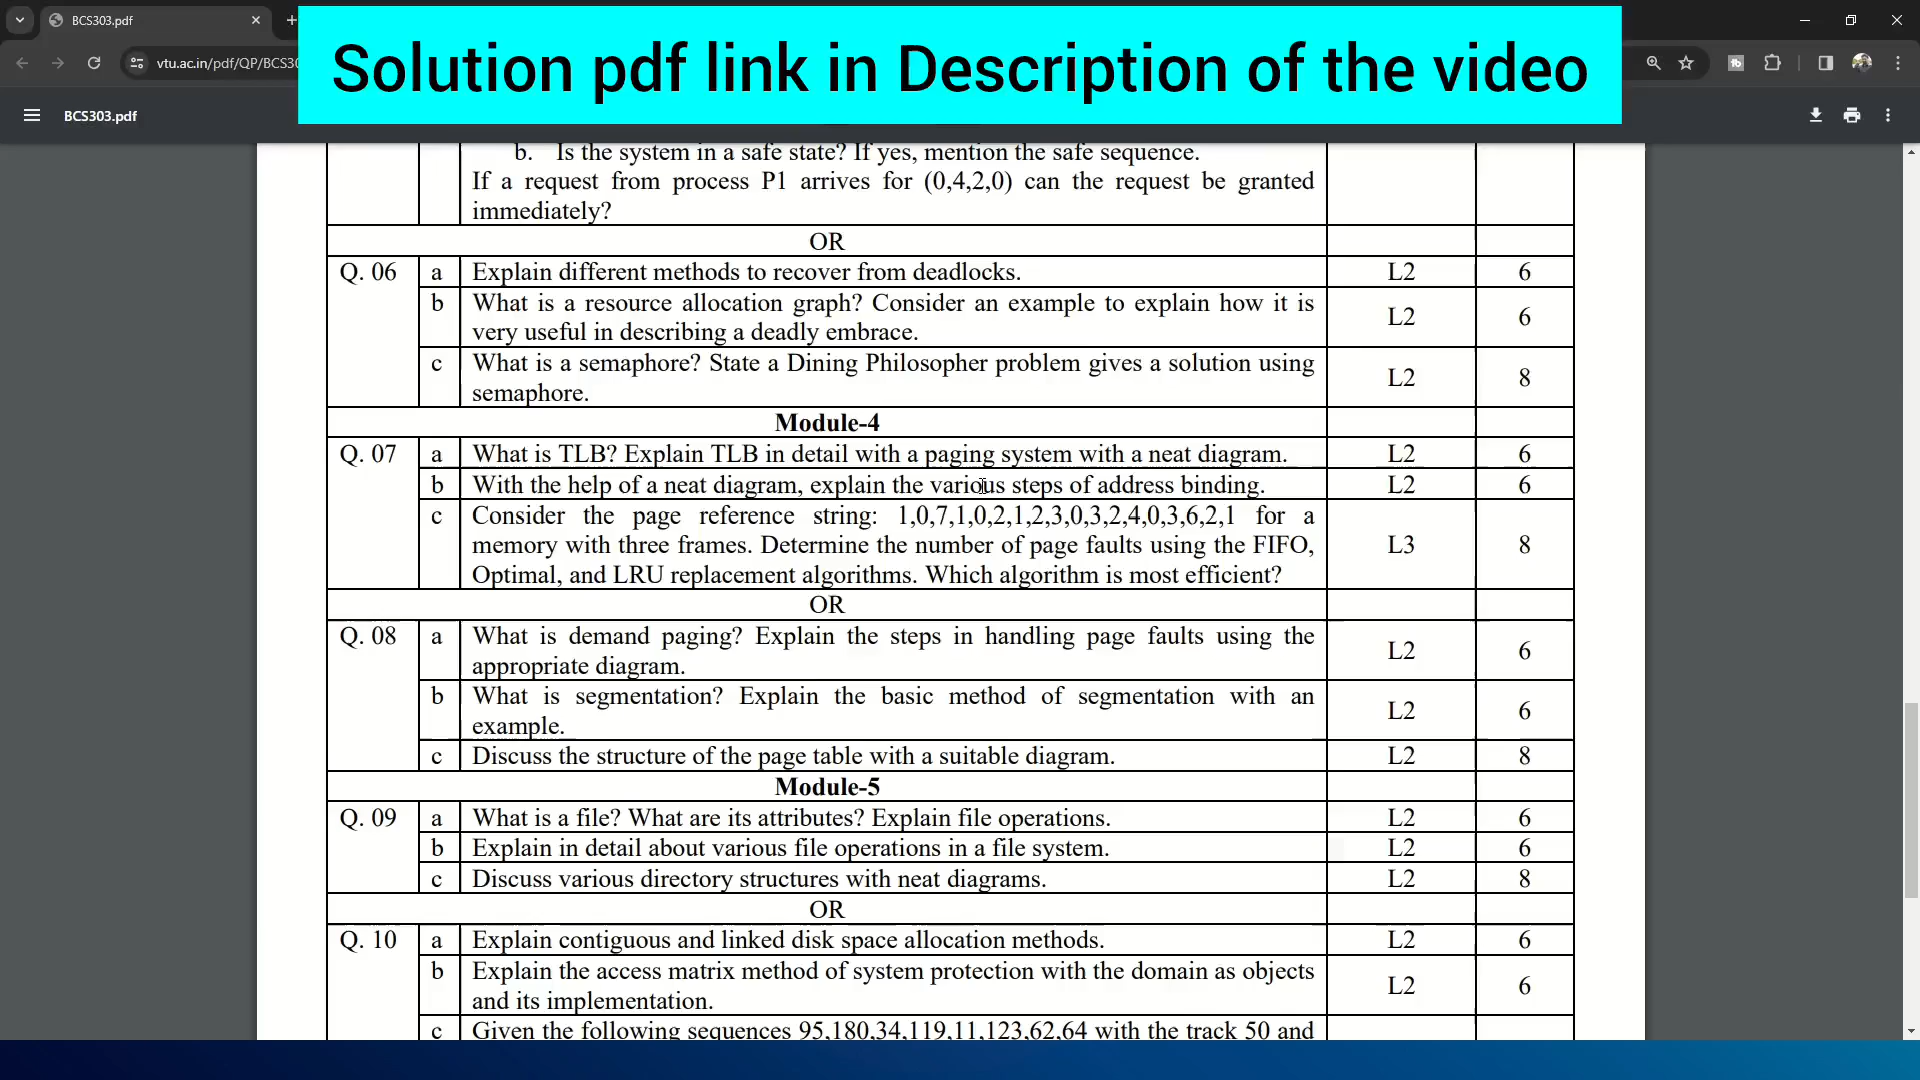 BCS303.pdf
Solution pdf link in Description of the video
vtu.ac.in/pdf/QP/BCS30
BCS303.pdf
b. Is the system in a safe state? If yes, mention the safe sequence.
If a request from process P1 arrives for (0,4,2,0) can the request be granted
immediately?
OR
Q. 06 a Explain different methods to recover from deadlocks. L2 6
b What is a resource allocation graph? Consider an example to explain how it is
very useful in describing a deadly embrace. L2 6
c What is a semaphore? State a Dining Philosopher problem gives a solution using
semaphore. L2 8
Module-4
Q. 07 a What is TLB? Explain TLB in detail with a paging system with a neat diagram. L2 6
b With the help of a neat diagram, explain the various steps of address binding. L2 6
c Consider the page reference string: 1,0,7,1,0,2,1,2,3,0,3,2,4,0,3,6,2,1 for a
memory with three frames. Determine the number of page faults using the FIFO, L3 8
Optimal, and LRU replacement algorithms. Which algorithm is most efficient?
OR
Q. 08 a What is demand paging? Explain the steps in handling page faults using the
appropriate diagram. L2 6
b What is segmentation? Explain the basic method of segmentation with an
example. L2 6
c Discuss the structure of the page table with a suitable diagram. L2 8
Module-5
Q. 09 a What is a file? What are its attributes? Explain file operations. L2 6
b Explain in detail about various file operations in a file system. L2 6
c Discuss various directory structures with neat diagrams. L2 8
OR
Q. 10 a Explain contiguous and linked disk space allocation methods. L2 6
b Explain the access matrix method of system protection with the domain as objects
and its implementation. L2 6
c Given the following sequences 95,180,34,119,11,123,62,64 with the track 50 and